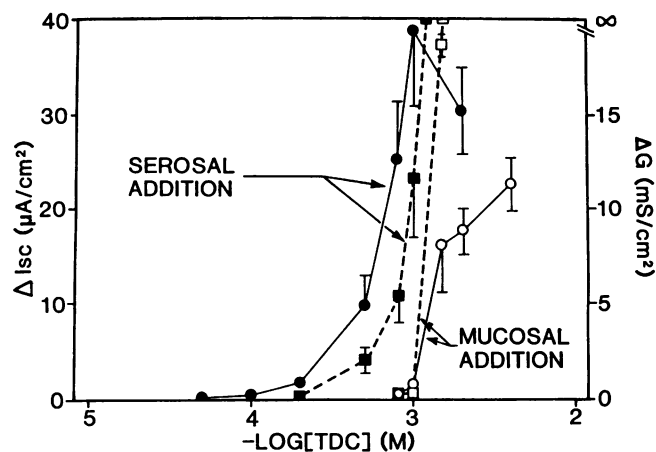 40
30
20
10
0
Δ Isc (μA/cm²)
SEROSAL
ADDITION
MUCOSAL
ADDITION
∞
15
10
5
0
ΔG (mS/cm²)
5
4
3
2
-LOG[TDC] (M)